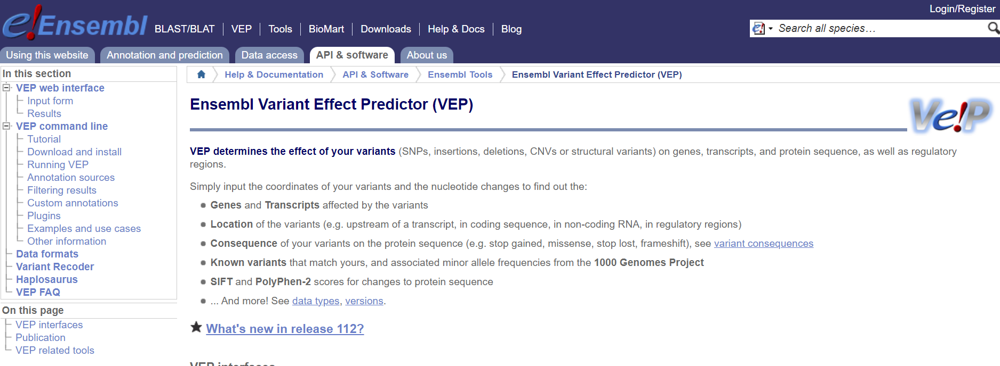 Login/Register
e!Ensembl BLAST/BLAT VEP Tools BioMart Downloads Help & Docs Blog
e! Search all species…
Using this website Annotation and prediction Data access API & software About us
In this section
VEP web interface
Input form
Results
VEP command line
Tutorial
Download and install
Running VEP
Annotation sources
Filtering results
Custom annotations
Plugins
Examples and use cases
Other information
Data formats
Variant Recoder
Haplosaurus
VEP FAQ
On this page
VEP interfaces
Publication
VEP related tools
Help & Documentation API & Software Ensembl Tools Ensembl Variant Effect Predictor (VEP)
Ensembl Variant Effect Predictor (VEP)
Ve!P
VEP determines the effect of your variants (SNPs, insertions, deletions, CNVs or structural variants) on genes, transcripts, and protein sequence, as well as regulatory
regions.
Simply input the coordinates of your variants and the nucleotide changes to find out the:
Genes and Transcripts affected by the variants
Location of the variants (e.g. upstream of a transcript, in coding sequence, in non-coding RNA, in regulatory regions)
Consequence of your variants on the protein sequence (e.g. stop gained, missense, stop lost, frameshift), see variant consequences
Known variants that match yours, and associated minor allele frequencies from the 1000 Genomes Project
SIFT and PolyPhen-2 scores for changes to protein sequence
... And more! See data types, versions.
What's new in release 112?
VEP interfaces